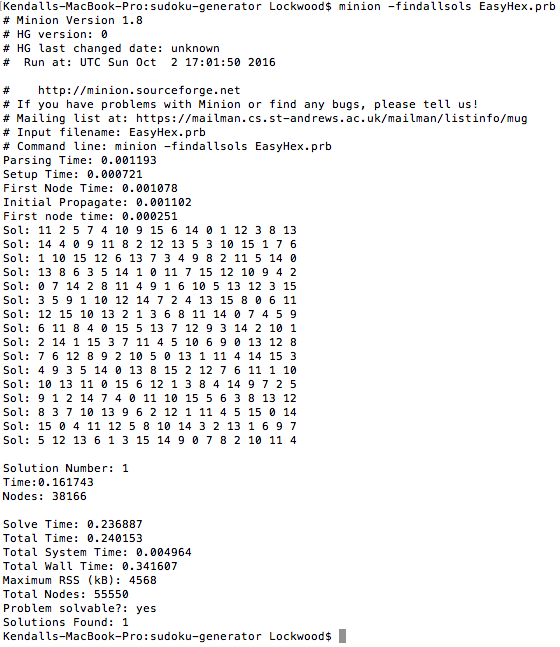 [Kendalls-MacBook-Pro:sudoku-generator Lockwood$ minion -findallsols EasyHex.prb
# Minion Version 1.8
# HG version: 0
# HG last changed date: unknown
#  Run at: UTC Sun Oct  2 17:01:50 2016

#    http://minion.sourceforge.net
# If you have problems with Minion or find any bugs, please tell us!
# Mailing list at: https://mailman.cs.st-andrews.ac.uk/mailman/listinfo/mug
# Input filename: EasyHex.prb
# Command line: minion -findallsols EasyHex.prb
Parsing Time: 0.001193
Setup Time: 0.000721
First Node Time: 0.001078
Initial Propagate: 0.001102
First node time: 0.000251
Sol: 11 2 5 7 4 10 9 15 6 14 0 1 12 3 8 13
Sol: 14 4 0 9 11 8 2 12 13 5 3 10 15 1 7 6
Sol: 1 10 15 12 6 13 7 3 4 9 8 2 11 5 14 0
Sol: 13 8 6 3 5 14 1 0 11 7 15 12 10 9 4 2
Sol: 0 7 14 2 8 11 4 9 1 6 10 5 13 12 3 15
Sol: 3 5 9 1 10 12 14 7 2 4 13 15 8 0 6 11
Sol: 12 15 10 13 2 1 3 6 8 11 14 0 7 4 5 9
Sol: 6 11 8 4 0 15 5 13 7 12 9 3 14 2 10 1
Sol: 2 14 1 15 3 7 11 4 5 10 6 9 0 13 12 8
Sol: 7 6 12 8 9 2 10 5 0 13 1 11 4 14 15 3
Sol: 4 9 3 5 14 0 13 8 15 2 12 7 6 11 1 10
Sol: 10 13 11 0 15 6 12 1 3 8 4 14 9 7 2 5
Sol: 9 1 2 14 7 4 0 11 10 15 5 6 3 8 13 12
Sol: 8 3 7 10 13 9 6 2 12 1 11 4 5 15 0 14
Sol: 15 0 4 11 12 5 8 10 14 3 2 13 1 6 9 7
Sol: 5 12 13 6 1 3 15 14 9 0 7 8 2 10 11 4

Solution Number: 1
Time:0.161743
Nodes: 38166

Solve Time: 0.236887
Total Time: 0.240153
Total System Time: 0.004964
Total Wall Time: 0.341607
Maximum RSS (kB): 4568
Total Nodes: 55550
Problem solvable?: yes
Solutions Found: 1
Kendalls-MacBook-Pro:sudoku-generator Lockwood$